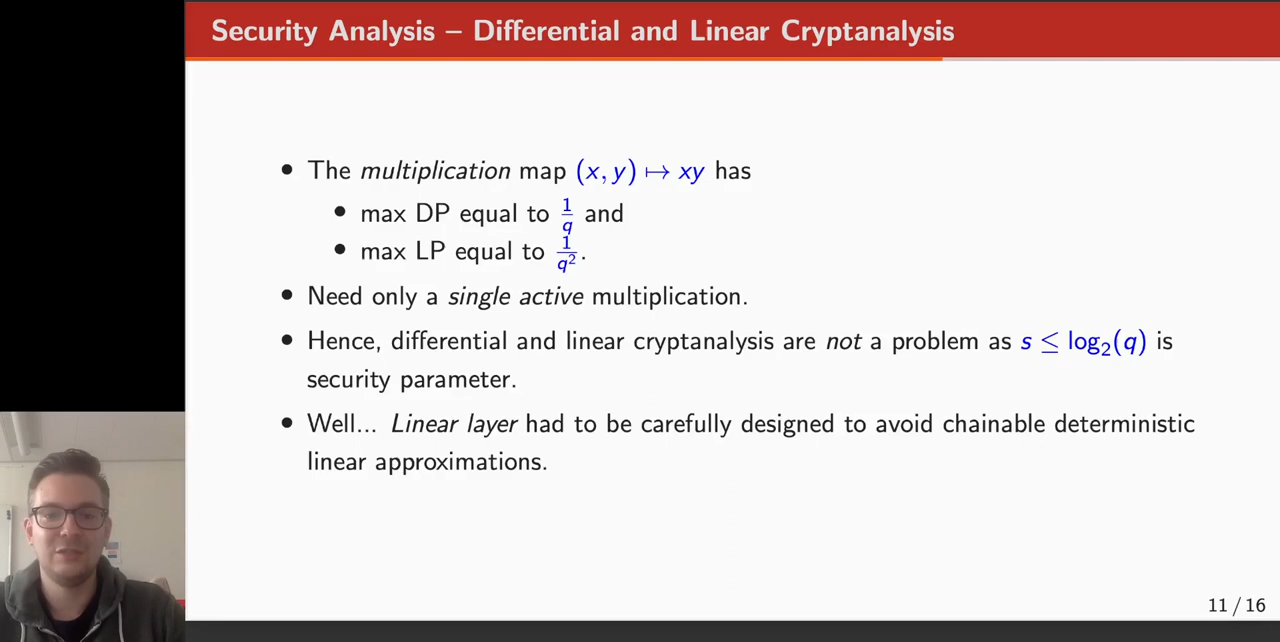 Security Analysis – Differential and Linear Cryptanalysis
• The multiplication map (x, y) ↦ xy has
• max DP equal to 1/q and
• max LP equal to 1/q².
• Need only a single active multiplication.
• Hence, differential and linear cryptanalysis are not a problem as s ≤ log₂(q) is
security parameter.
• Well... Linear layer had to be carefully designed to avoid chainable deterministic
linear approximations.
11 / 16